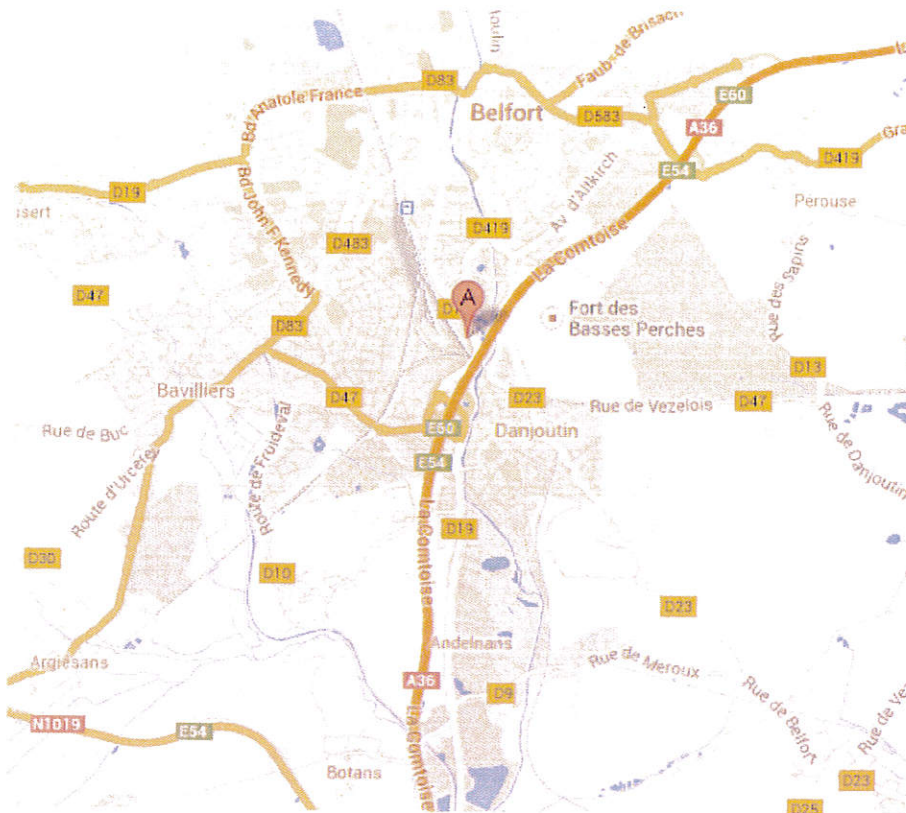 Bd Anatole France
D83
Faub-de-Brisach
E60
Belfort
D583
A36
D419
E54
D19
Bd John F Kennedy
Av. d'Altkirch
Perouse
D483
D419
La Comtoise
Rue des Sapins
D47
A
Fort des
Basses Perches
D83
D13
Bavilliers
D47
D23
Rue de Vezelois
D47
Rue de Buc
E60
Danjoutin
Route d'Urcerey
Route de Froideval
E54
Rue de Danjoutin
La Comtoise
D19
D10
D23
Argiésans
Andelnans
Rue de Meroux
A36
D9
Rue de Belfort
N1019
E54
La Comtoise
Botans
D23
D25